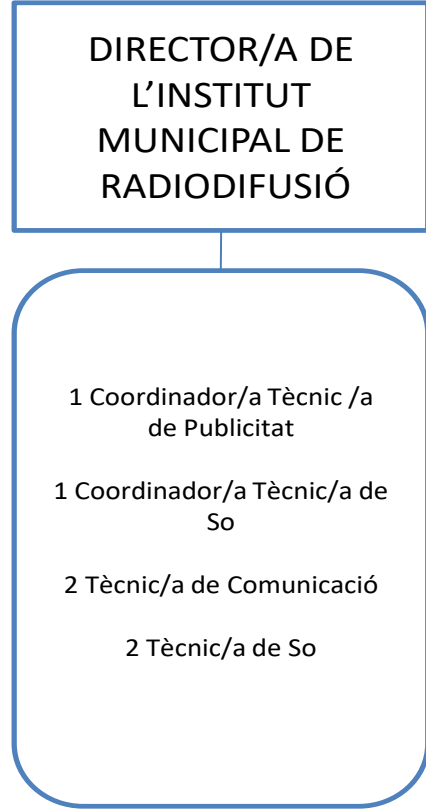 DIRECTOR/A DE
L’INSTITUT
MUNICIPAL DE
RADIODIFUSIÓ
1 Coordinador/a Tècnic /a
de Publicitat
1 Coordinador/a Tècnic/a de
So
2 Tècnic/a de Comunicació
2 Tècnic/a de So